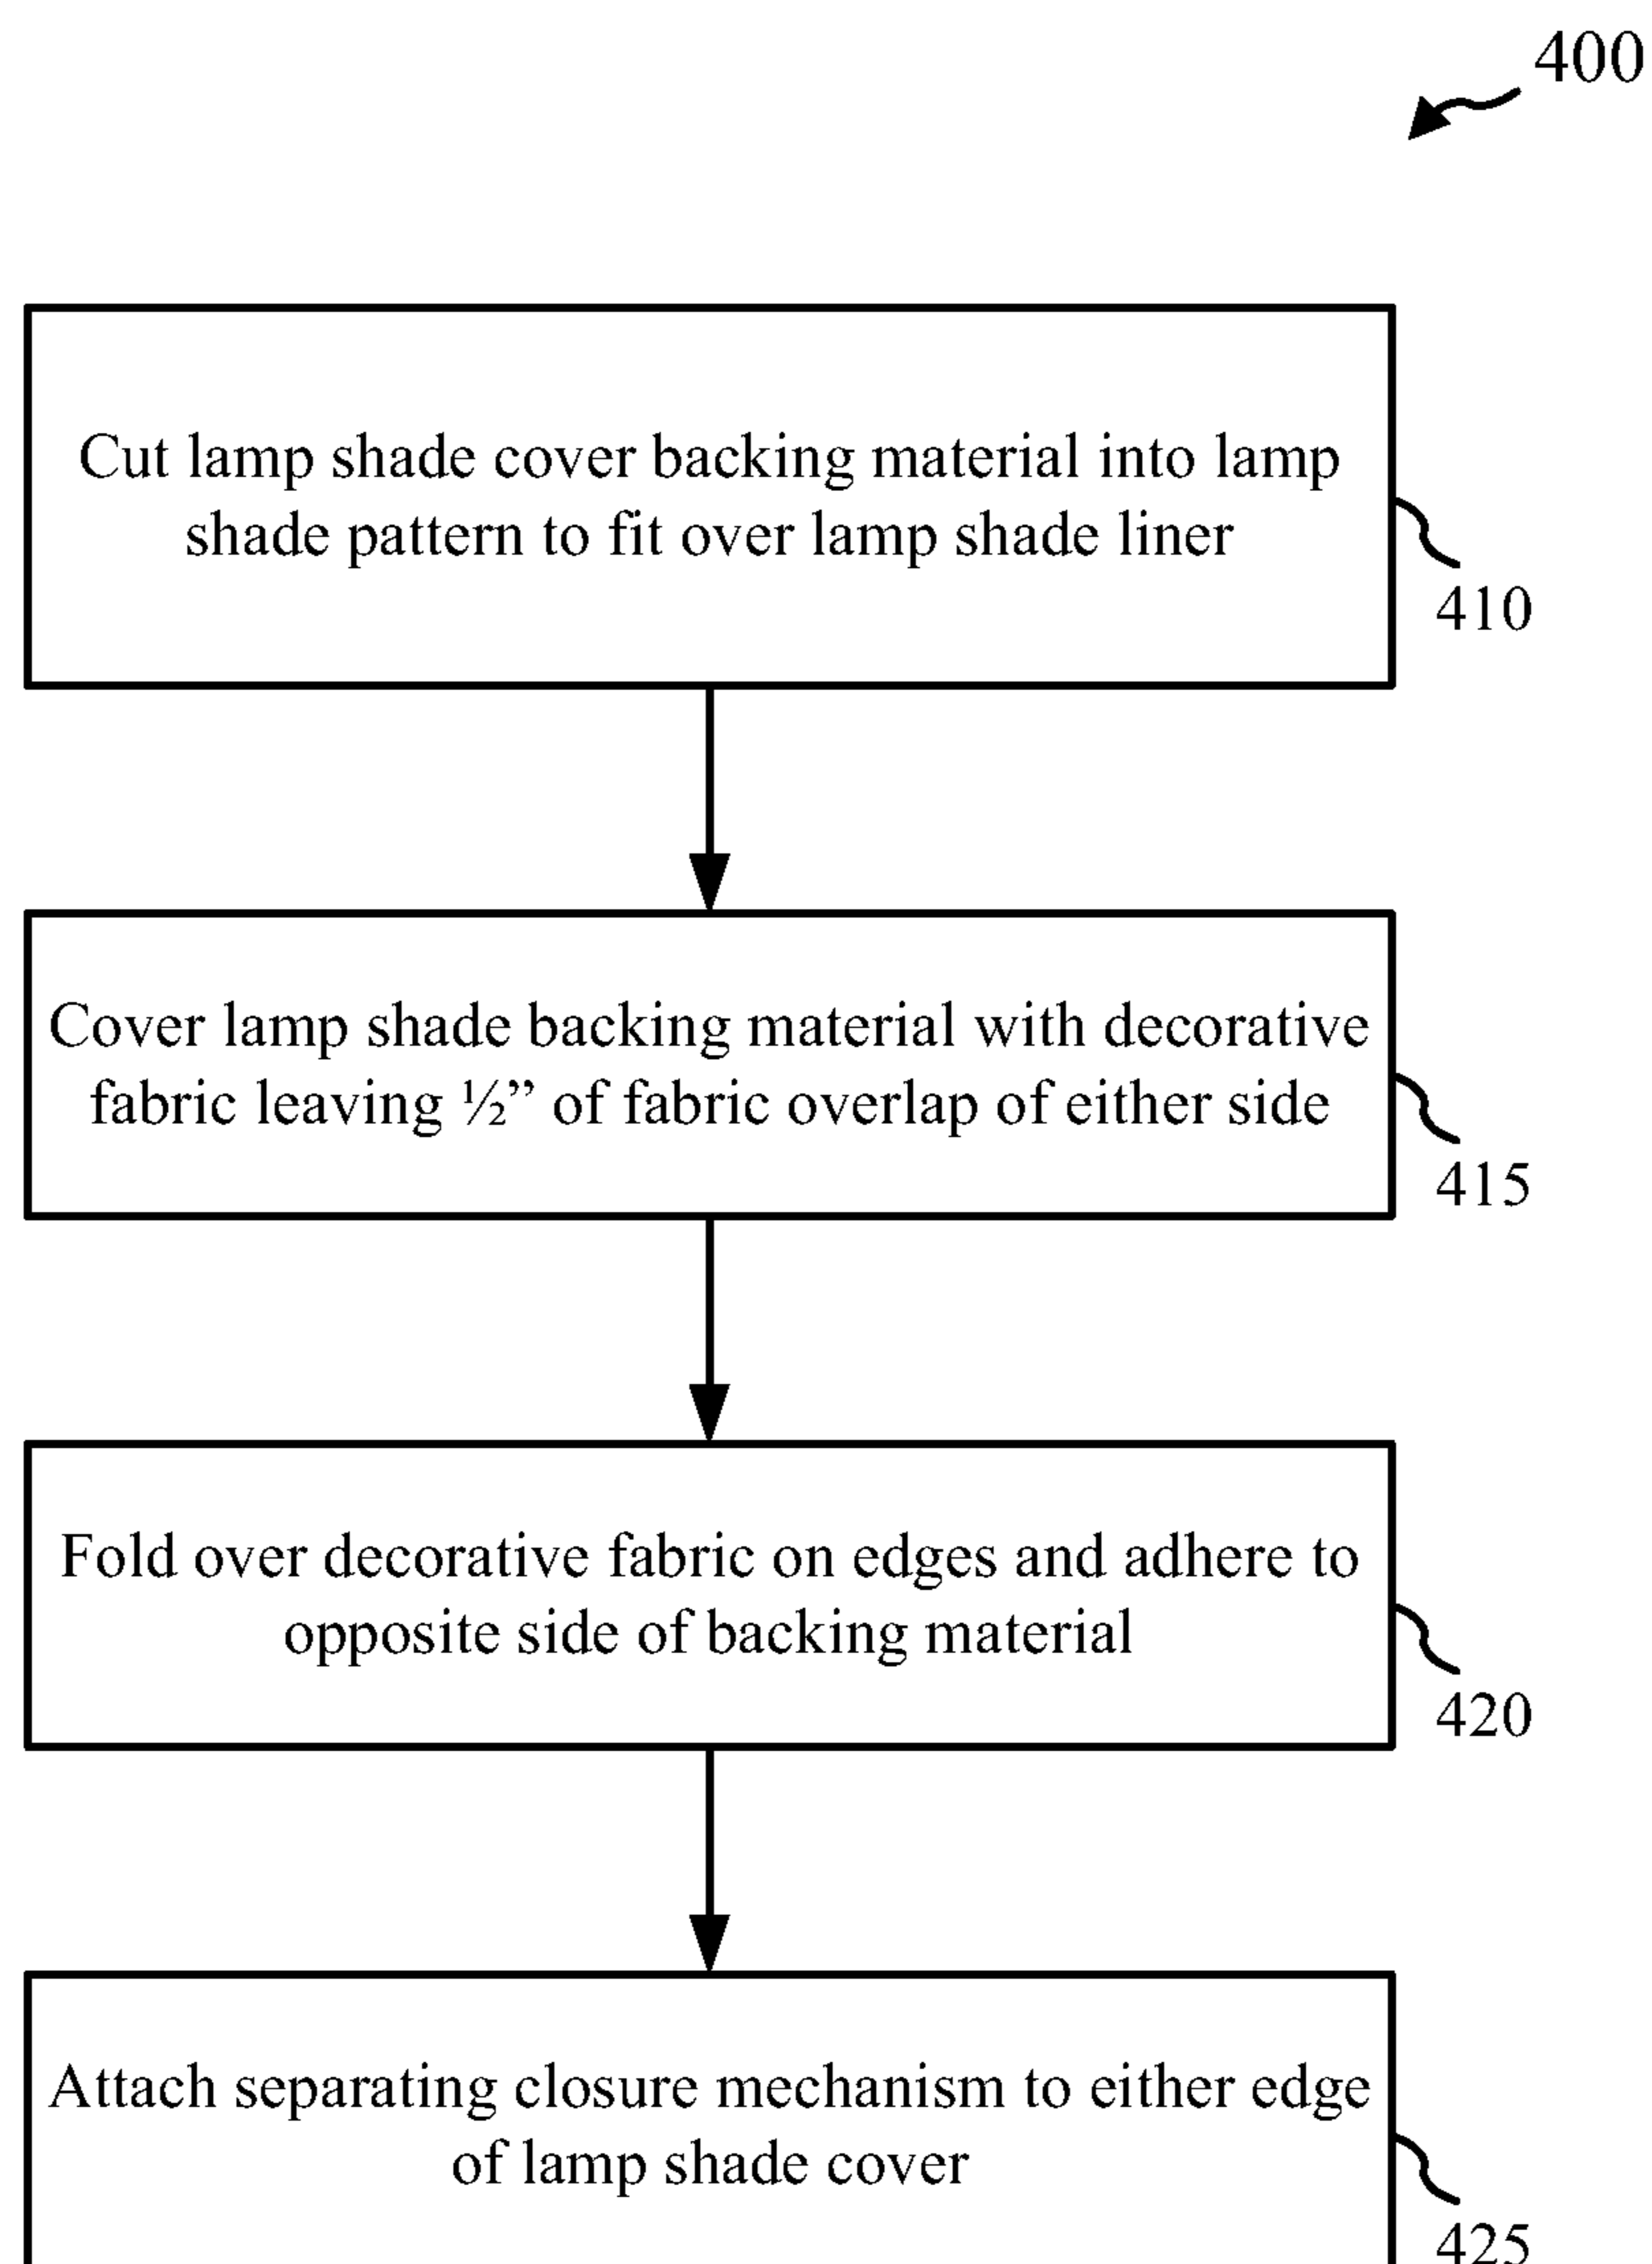 400
Cut lamp shade cover backing material into lamp
shade pattern to fit over lamp shade liner
410
Cover lamp shade backing material with decorative
fabric leaving ½” of fabric overlap of either side
415
Fold over decorative fabric on edges and adhere to
opposite side of backing material
420
Attach separating closure mechanism to either edge
of lamp shade cover
425